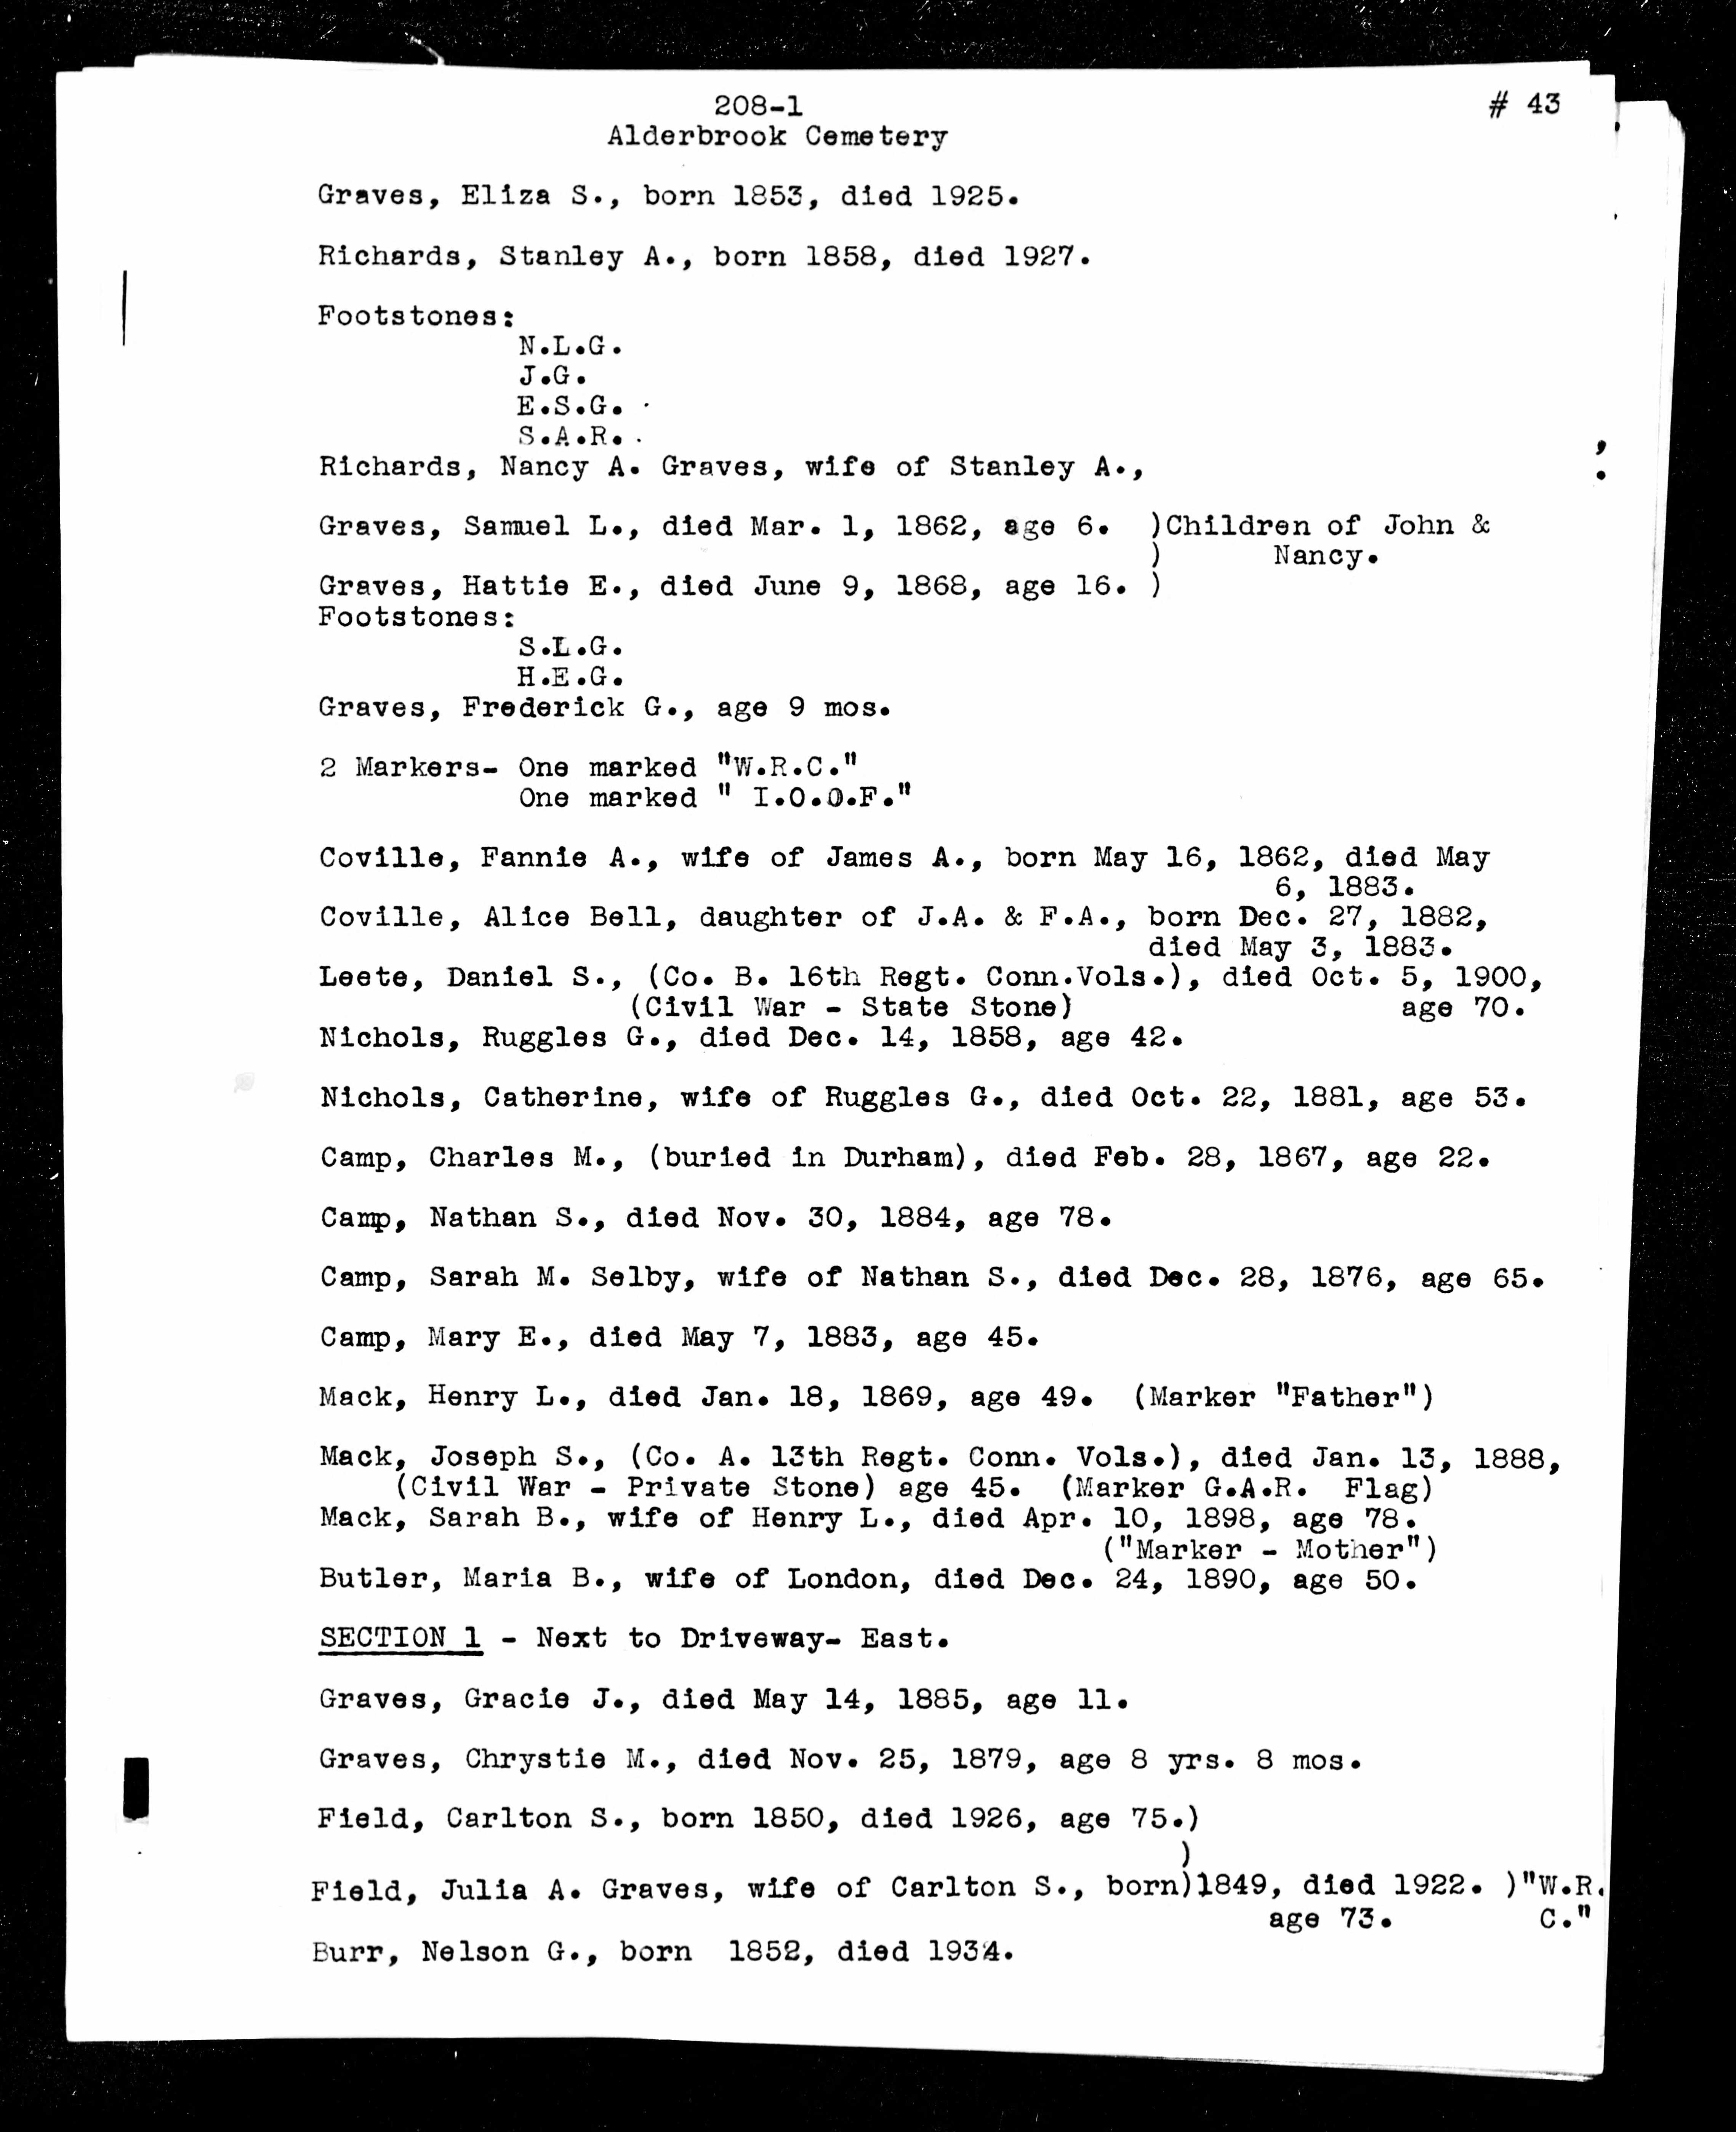 208-1
# 43
Alderbrook Cemetery
Graves, Eliza S., born 1853, died 1925.
Richards, Stanley A., born 1858, died 1927.
Footstones:
N.L.G.
J.G.
E.S.G.
S.A.R.
Richards, Nancy A. Graves, wife of Stanley A.,
Graves, Samuel L., died Mar. 1, 1862, age 6. )Children of John &
) Nancy.
Graves, Hattie E., died June 9, 1868, age 16. )
Footstones:
S.L.G.
H.E.G.
Graves, Frederick G., age 9 mos.
2 Markers- One marked "W.R.C."
One marked " I.O.O.F."
Coville, Fannie A., wife of James A., born May 16, 1862, died May
6, 1883.
Coville, Alice Bell, daughter of J.A. & F.A., born Dec. 27, 1882,
died May 3, 1883.
Leete, Daniel S., (Co. B. 16th Regt. Conn.Vols.), died Oct. 5, 1900,
(Civil War - State Stone) age 70.
Nichols, Ruggles G., died Dec. 14, 1858, age 42.
Nichols, Catherine, wife of Ruggles G., died Oct. 22, 1881, age 53.
Camp, Charles M., (buried in Durham), died Feb. 28, 1867, age 22.
Camp, Nathan S., died Nov. 30, 1884, age 78.
Camp, Sarah M. Selby, wife of Nathan S., died Dec. 28, 1876, age 65.
Camp, Mary E., died May 7, 1883, age 45.
Mack, Henry L., died Jan. 18, 1869, age 49. (Marker "Father")
Mack, Joseph S., (Co. A. 13th Regt. Conn. Vols.), died Jan. 13, 1888,
(Civil War - Private Stone) age 45. (Marker G.A.R. Flag)
Mack, Sarah B., wife of Henry L., died Apr. 10, 1898, age 78.
("Marker - Mother")
Butler, Maria B., wife of London, died Dec. 24, 1890, age 50.
SECTION 1 - Next to Driveway- East.
Graves, Gracie J., died May 14, 1885, age 11.
Graves, Chrystie M., died Nov. 25, 1879, age 8 yrs. 8 mos.
Field, Carlton S., born 1850, died 1926, age 75.)
)
Field, Julia A. Graves, wife of Carlton S., born)1849, died 1922. )"W.R.
age 73. C."
Burr, Nelson G., born 1852, died 1934.